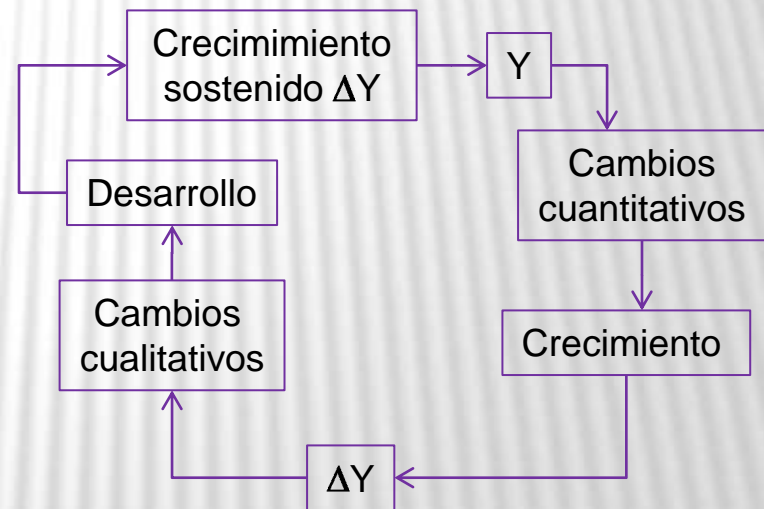 Crecimimiento
sostenido ΔY
Y
Cambios
cuantitativos
Crecimiento
ΔY
Cambios
cualitativos
Desarrollo